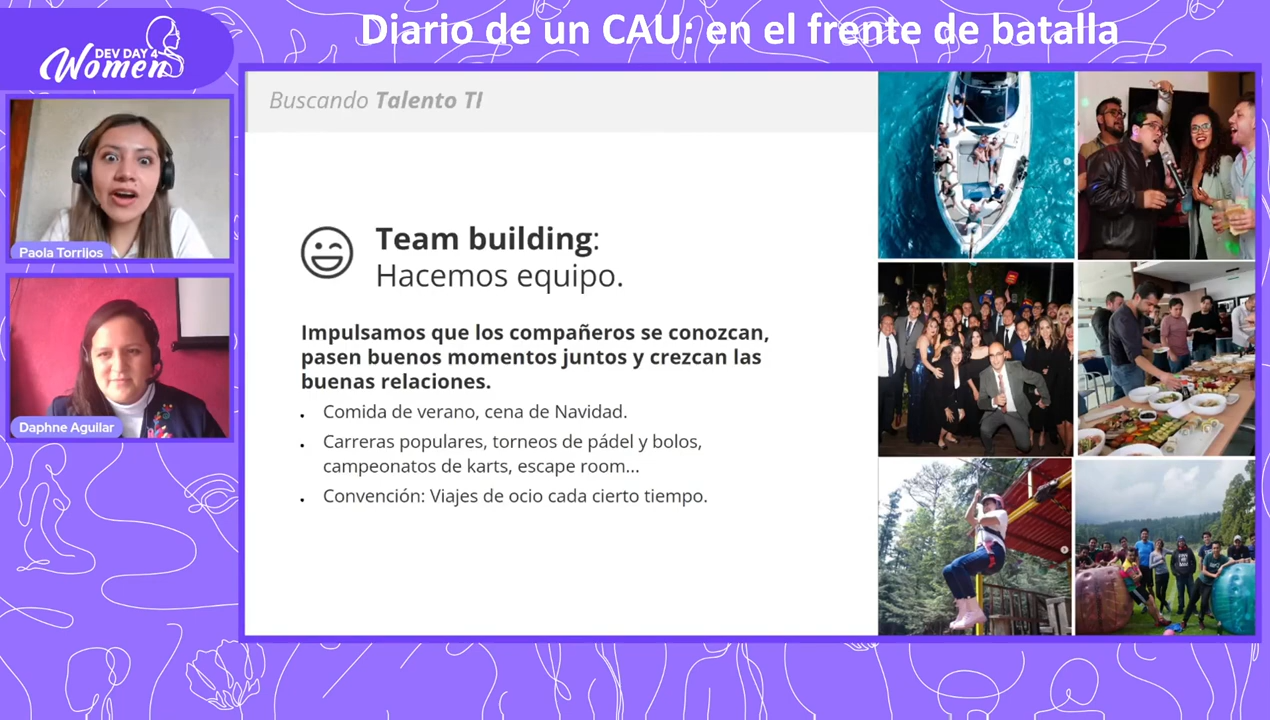 Diario de un CAU: en el frente de batalla
DEV DAY 4
Women
Paola Torrijos
Daphne Aguilar
Buscando Talento TI
Team building:
Hacemos equipo.
Impulsamos que los compañeros se conozcan,
pasen buenos momentos juntos y crezcan las
buenas relaciones.
• Comida de verano, cena de Navidad.
• Carreras populares, torneos de pádel y bolos,
campeonatos de karts, escape room...
• Convención: Viajes de ocio cada cierto tiempo.